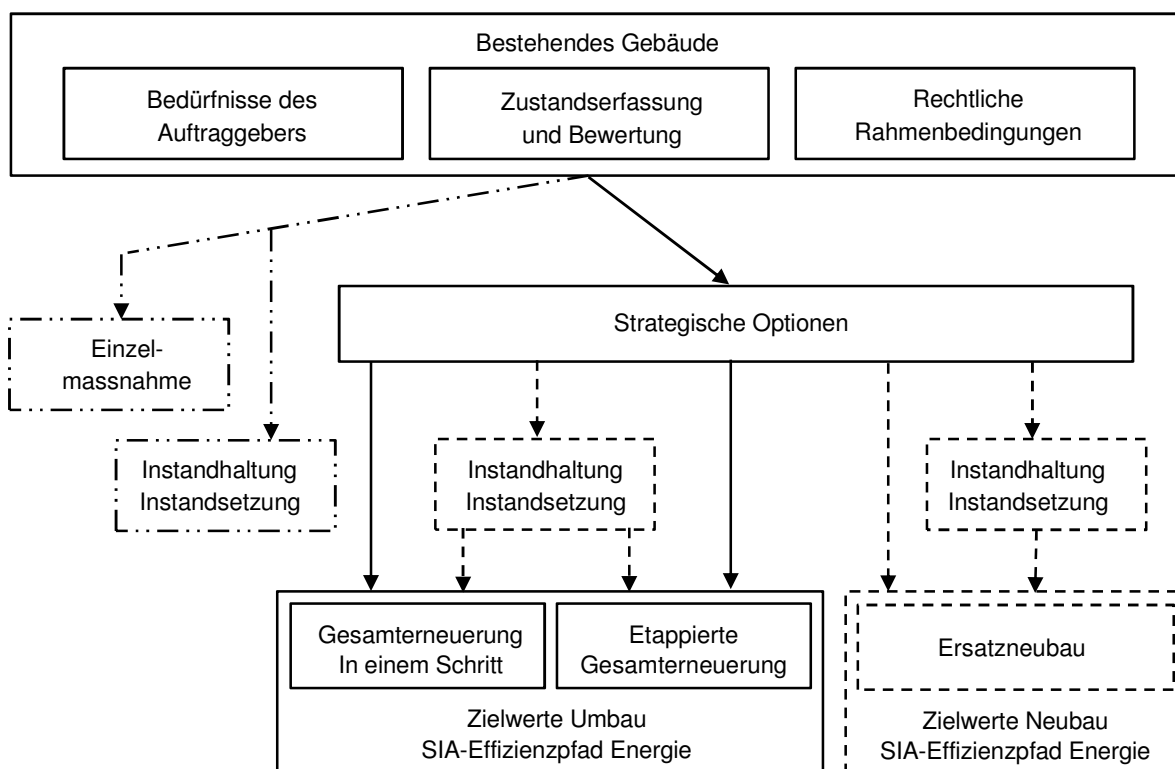 Bestehendes Gebäude
Bedürfnisse des
Auftraggebers
Zustandserfassung
und Bewertung
Rechtliche
Rahmenbedingungen
Strategische Optionen
Einzel-
massnahme
Instandhaltung
Instandsetzung
Instandhaltung
Instandsetzung
Instandhaltung
Instandsetzung
Gesamterneuerung
In einem Schritt
Etappierte
Gesamterneuerung
Zielwerte Umbau
SIA-Effizienzpfad Energie
Ersatzneubau
Zielwerte Neubau
SIA-Effizienzpfad Energie